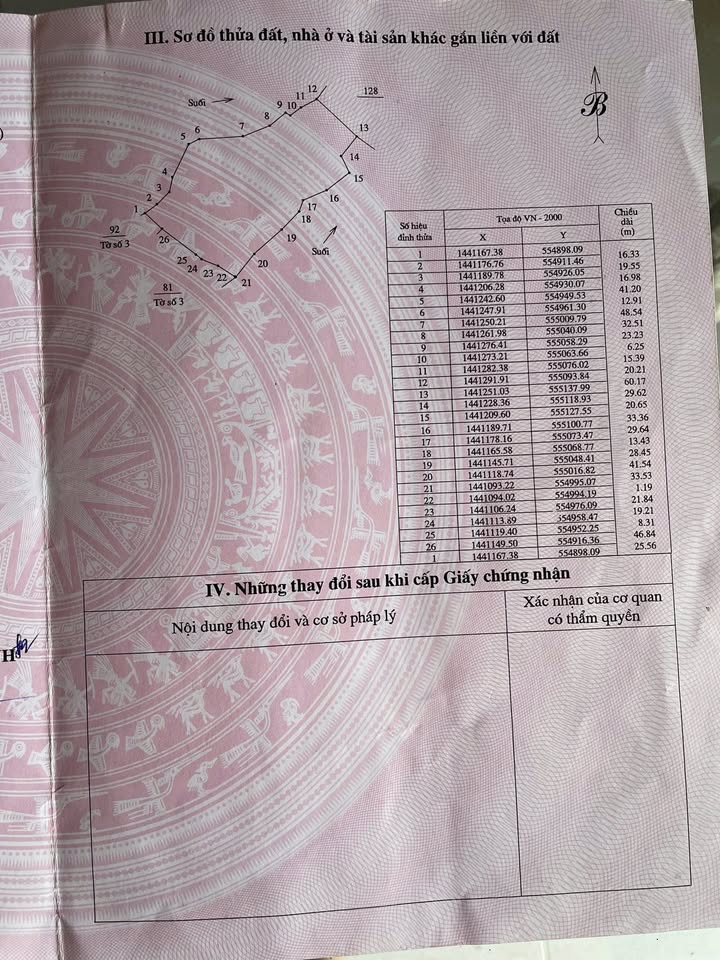 III. Sơ đồ thửa đất, nhà ở và tài sản khác gắn liền với đất
Suối
128
B
1
2
3
4
5
6
7
8
9
10
11
12
13
14
15
16
17
18
19
20
21
22
23
24
25
26
Suối
92
Tờ số 3
81
Tờ số 3
Số hiệu đỉnh thửa
Tọa độ VN - 2000
Chiều dài (m)
X Y
1 1441167.38 554898.09
16.33
2 1441176.76 554911.46
19.55
3 1441189.78 554926.05
16.98
4 1441206.28 554930.07
41.20
5 1441242.60 554949.53
12.91
6 1441247.91 554961.30
48.54
7 1441250.21 555009.79
32.51
8 1441261.98 555040.09
23.23
9 1441276.41 555058.29
6.25
10 1441273.21 555063.66
15.39
11 1441282.38 555076.02
20.21
12 1441291.91 555093.84
60.17
13 1441251.03 555137.99
29.62
14 1441228.36 555118.93
20.65
15 1441209.60 555127.55
33.36
16 1441189.71 555100.77
29.64
17 1441178.16 555073.47
13.43
18 1441165.58 555068.77
28.45
19 1441145.71 555048.41
41.54
20 1441118.74 555016.82
33.53
21 1441093.22 554995.07
1.19
22 1441094.02 554994.19
21.84
23 1441106.24 554976.09
19.21
24 1441113.89 554958.47
8.31
25 1441119.40 554952.25
46.84
26 1441149.50 554916.36
25.56
1 1441167.38 554898.09
IV. Những thay đổi sau khi cấp Giấy chứng nhận
Nội dung thay đổi và cơ sở pháp lý
Xác nhận của cơ quan
có thẩm quyền
H